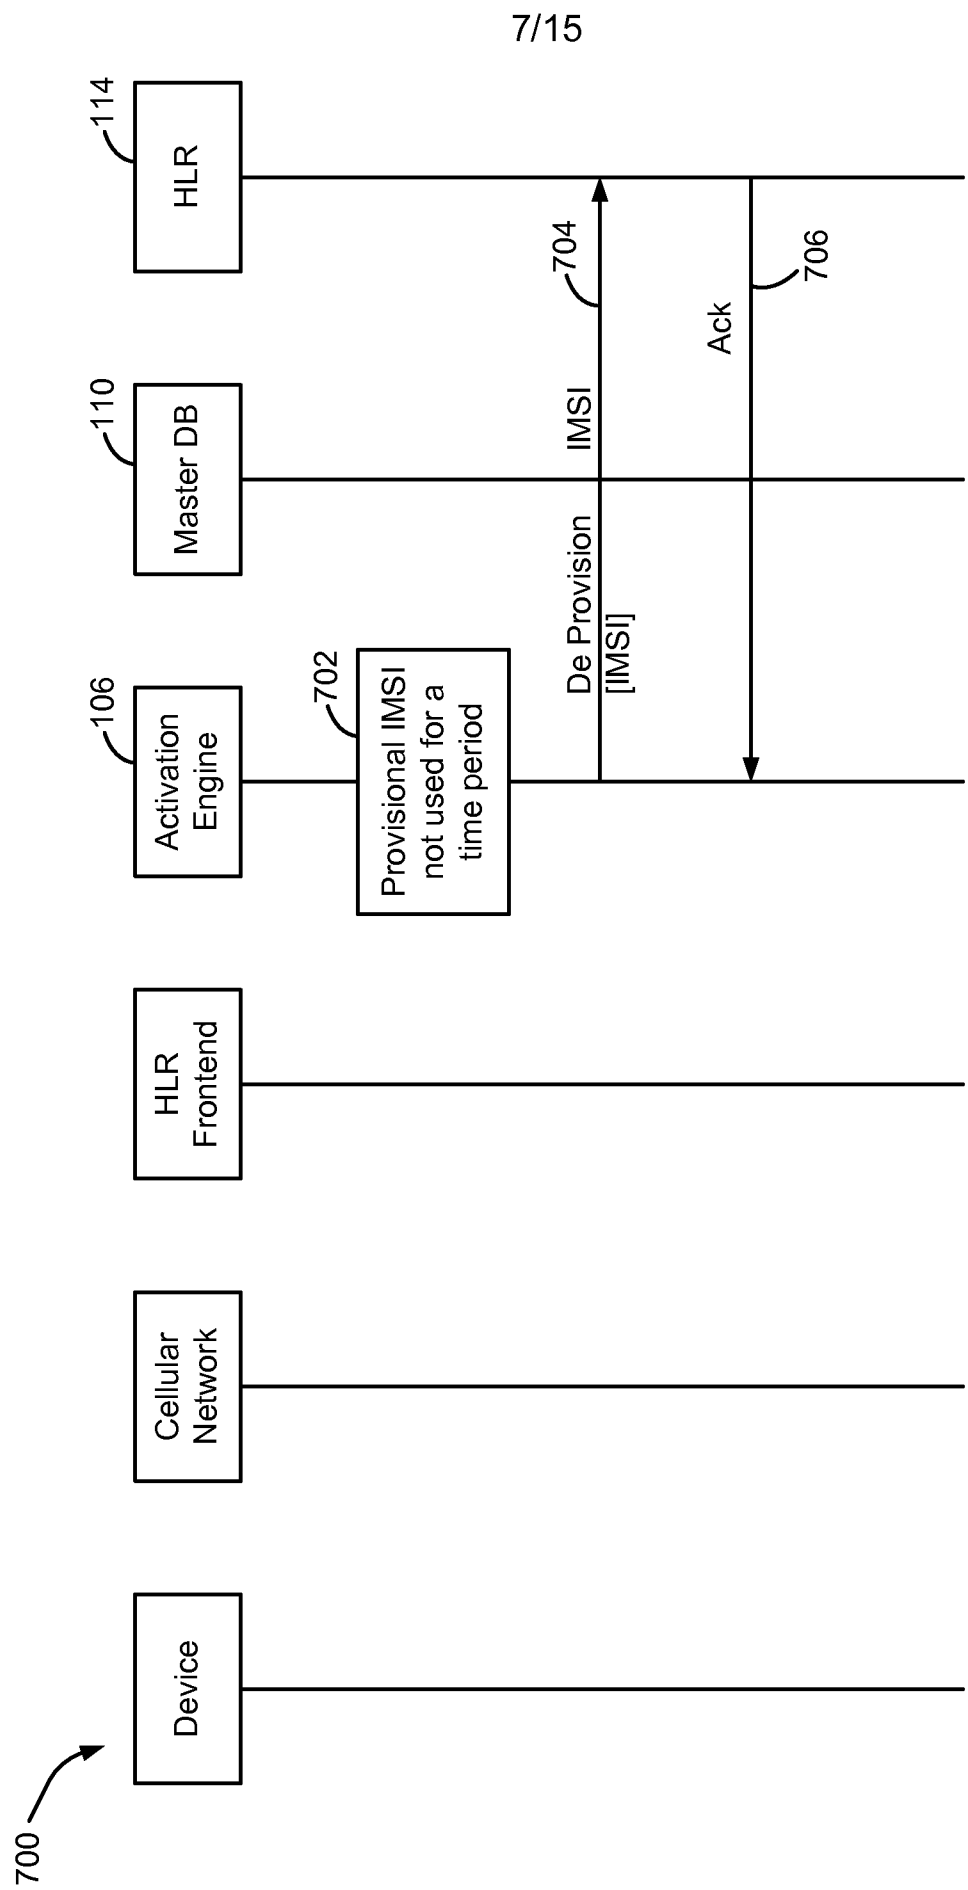 7/15
700
Device
Cellular
Network
HLR
Frontend
106
Activation
Engine
110
Master DB
114
HLR
702
Provisional IMSI
not used for a
time period
De Provision
IMSI
[IMSI]
704
Ack
706